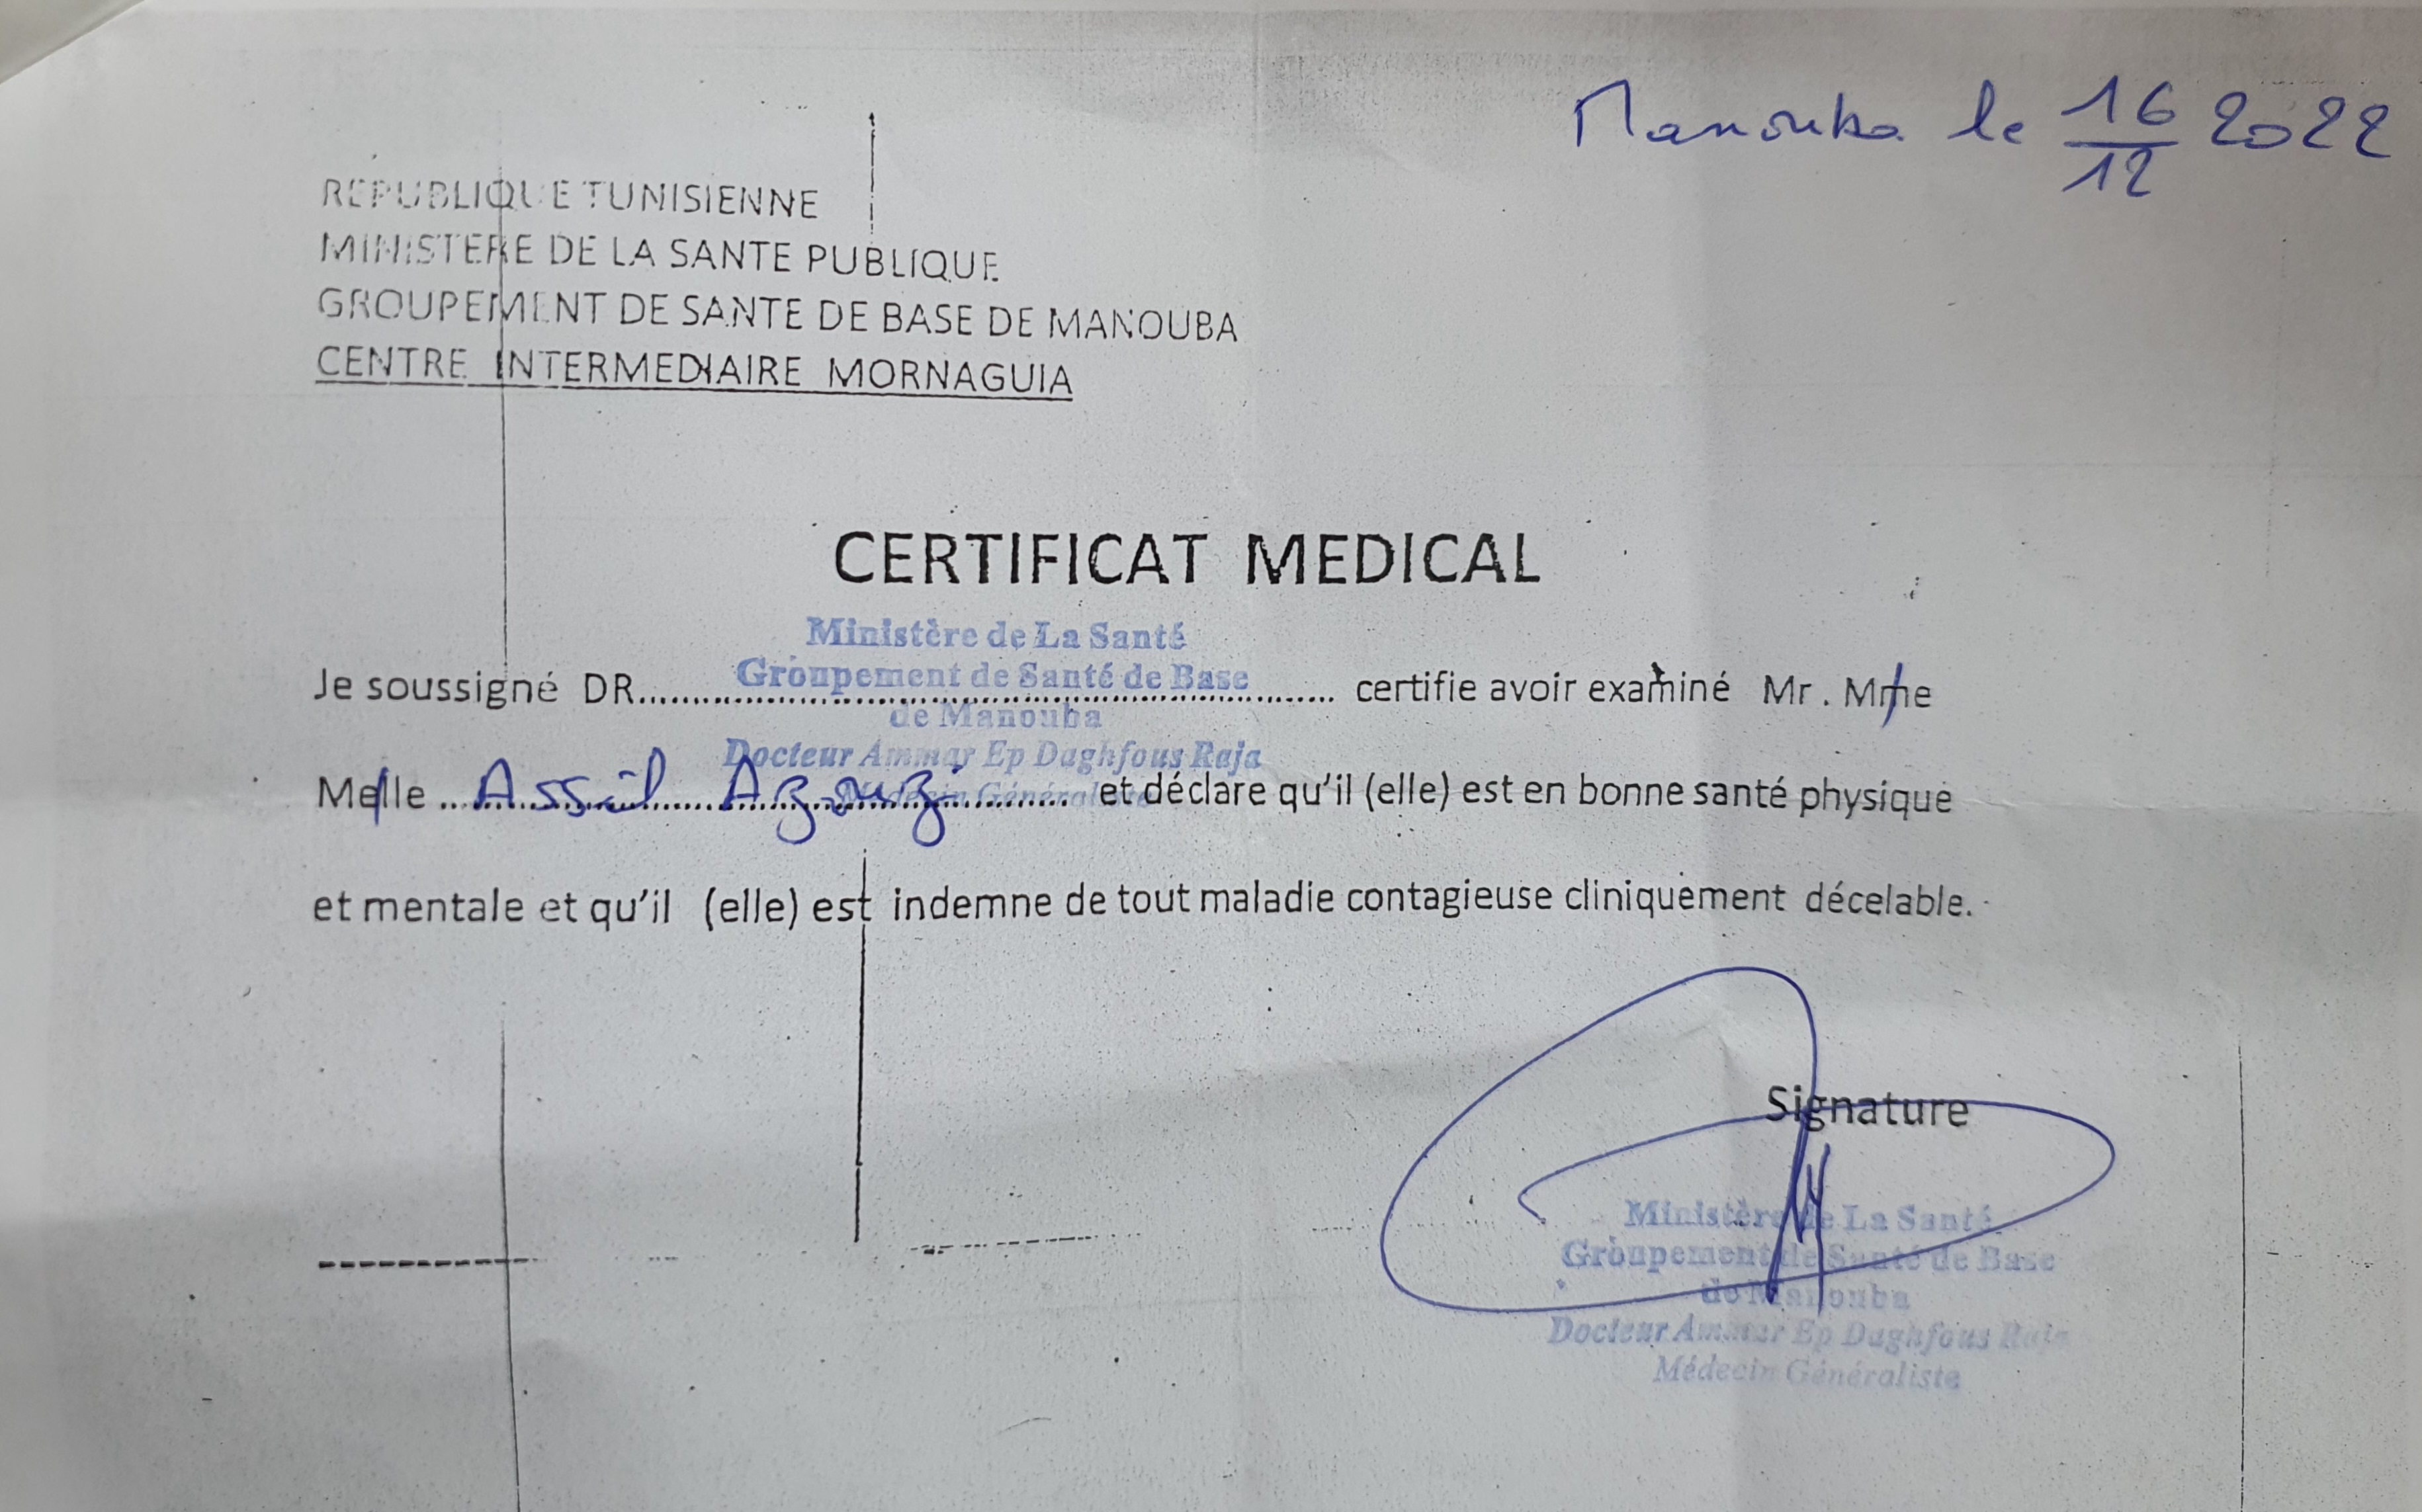 Manouba le 16/12 2022
REPUBLIQUE TUNISIENNE
MINISTERE DE LA SANTE PUBLIQUE
GROUPEMENT DE SANTE DE BASE DE MANOUBA
CENTRE INTERMEDIAIRE MORNAGUIA
CERTIFICAT MEDICAL
Ministère de La Santé
Groupement de Santé de Base
de Manouba
Docteur Ammar Ep Daghfous Raja
Médecin Généraliste
Je soussigné DR........................ certifie avoir examiné Mr . Mme
Melle ... Assil Azouzi ........ et déclare qu'il (elle) est en bonne santé physique
et mentale et qu'il (elle) est indemne de tout maladie contagieuse cliniquement décelable.
Signature
Ministère de La Santé
Groupement de Santé de Base
de Manouba
Docteur Ammar Ep Daghfous Raja
Médecin Généraliste